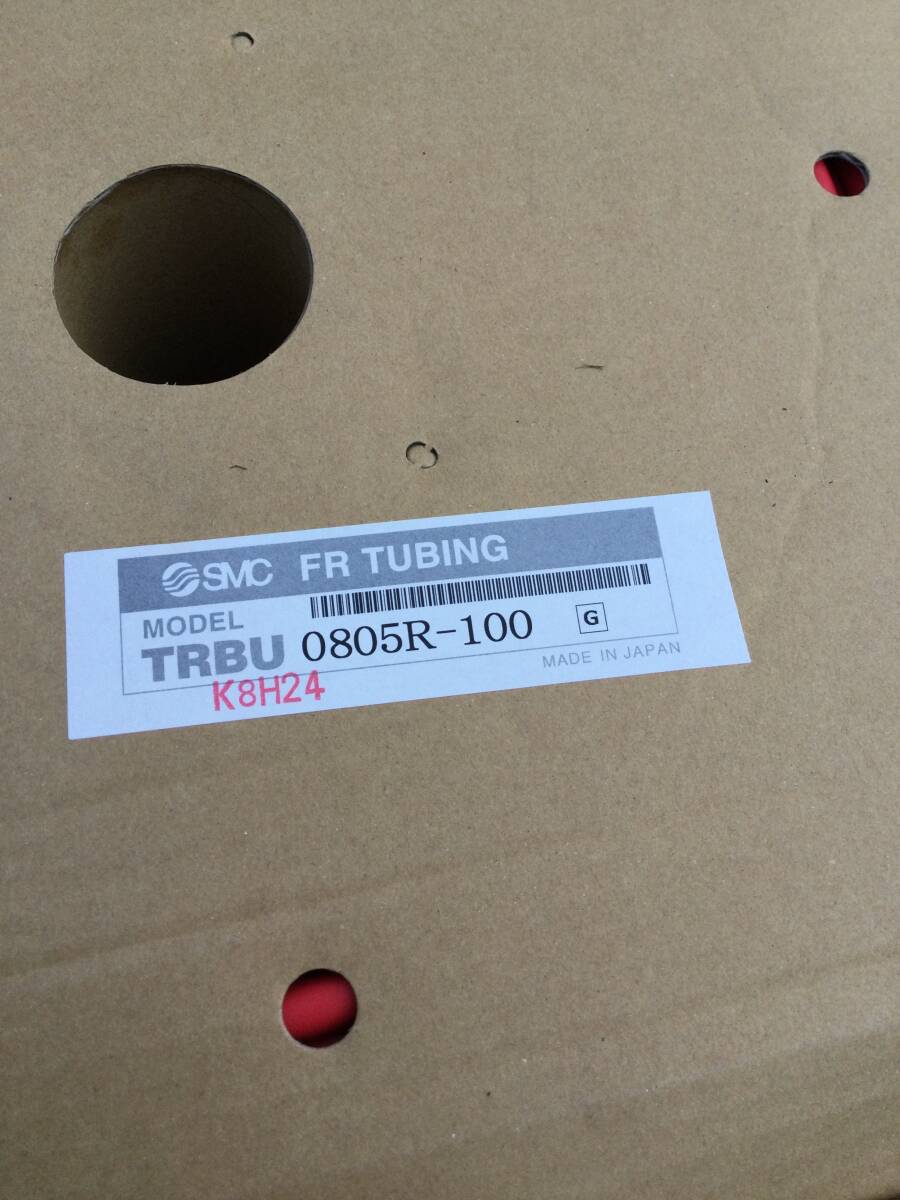 SMC FR TUBING
MODEL
TRBU 0805R-100 G
K8H24
MADE IN JAPAN